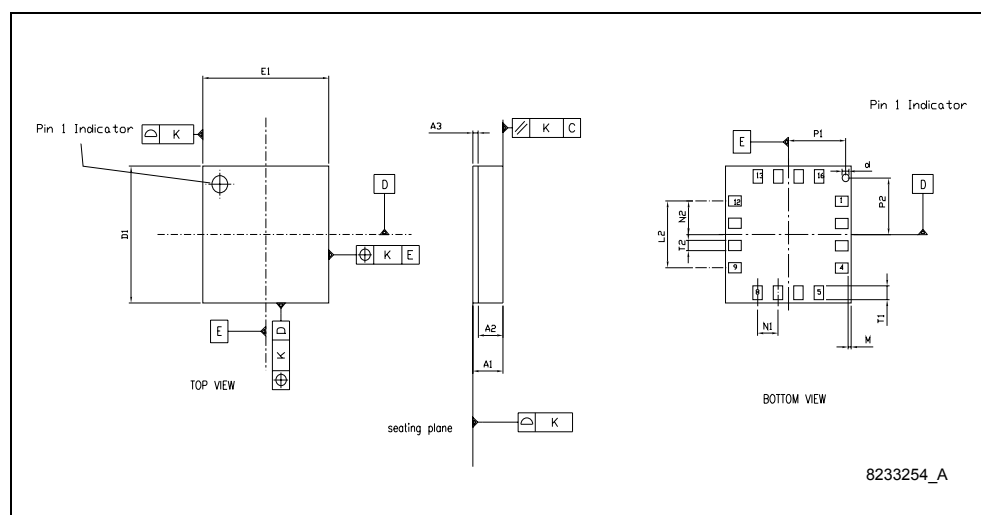 E1
Pin 1 Indicator
K
A3
K C
Pin 1 Indicator
P1
E
d
D
13 16
12 1
P2
D
D1
L2
N2
T2
K E
9 4
8 5
E
K D
A2
A1
N1
T1
M
TOP VIEW
BOTTOM VIEW
seating plane
K
8233254_A